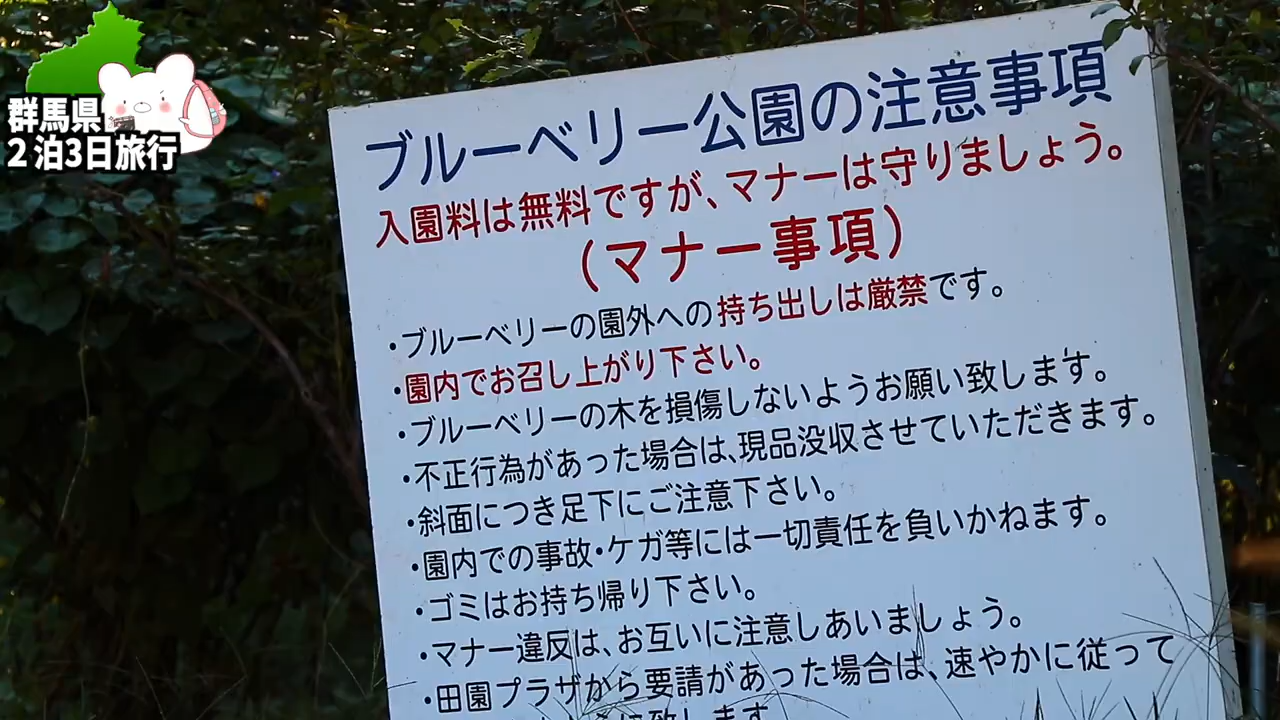 群馬県
2泊3日旅行
ブルーベリー公園の注意事項
入園料は無料ですが、マナーは守りましょう。
(マナー事項)
・ブルーベリーの園外への持ち出しは厳禁です。
・園内でお召し上がり下さい。
・ブルーベリーの木を損傷しないようお願い致します。
・不正行為があった場合は、現品没収させていただきます。
・斜面につき足下にご注意下さい。
・園内での事故・ケガ等には一切責任を負いかねます。
・ゴミはお持ち帰り下さい。
・マナー違反は、お互いに注意しあいましょう。
・田園プラザから要請があった場合は、速やかに従って
に致します